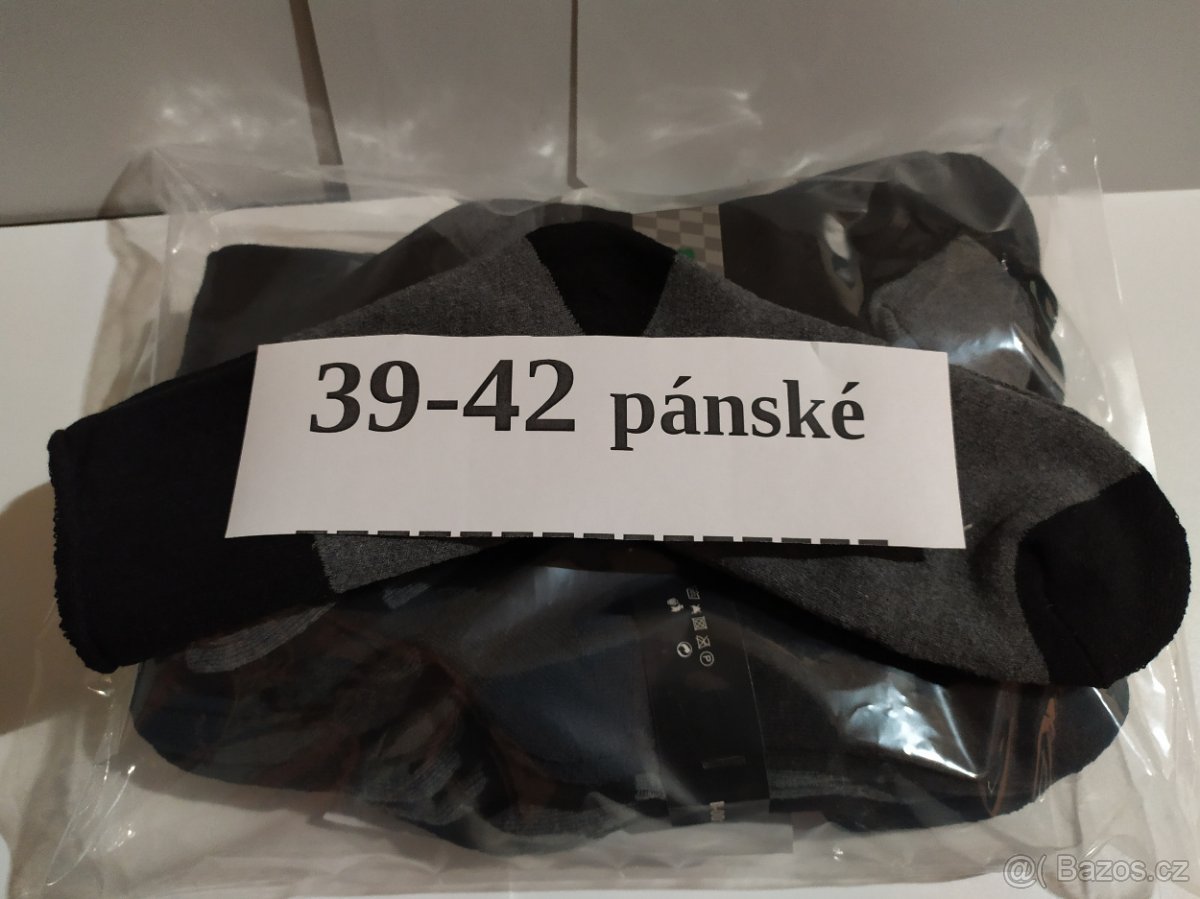 39-42 pánské
@( Bazos.cz